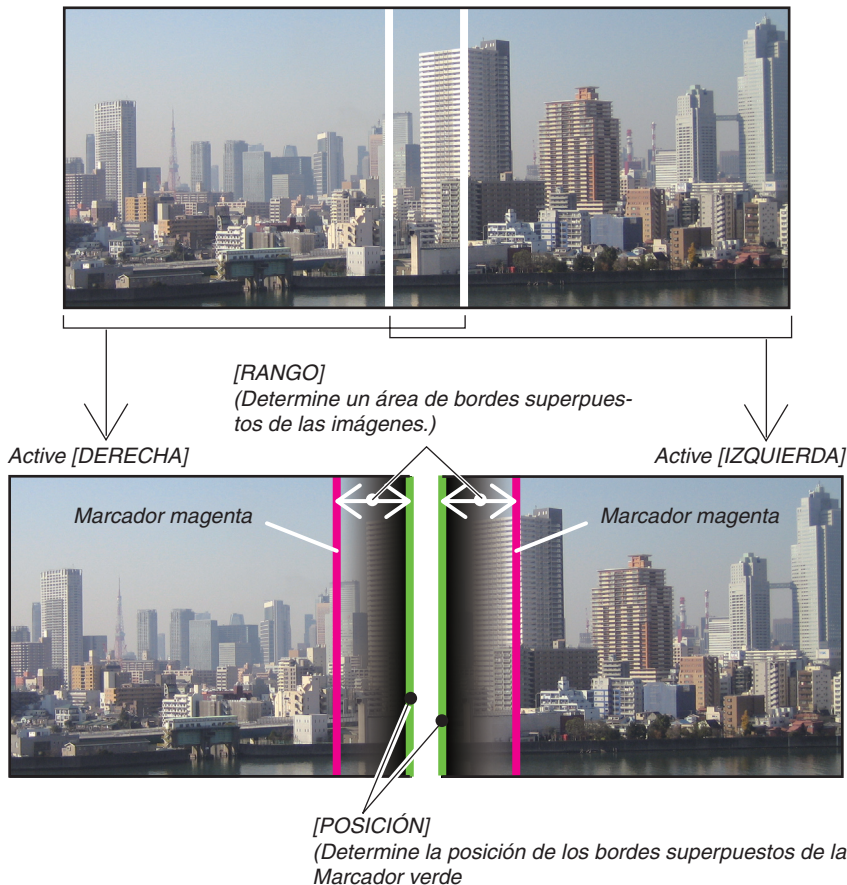 [RANGO]
(Determine un área de bordes superpues-
tos de las imágenes.)
Active [DERECHA]
Active [IZQUIERDA]
Marcador magenta
Marcador magenta
[POSICIÓN]
(Determine la posición de los bordes superpuestos de la
Marcador verde